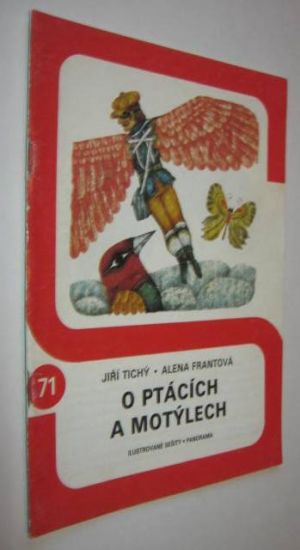 71
JIŘÍ TICHÝ • ALENA FRANTOVÁ
O PTÁCÍCH
A MOTÝLECH
ILUSTROVANÉ SEŠITY • PANORAMA